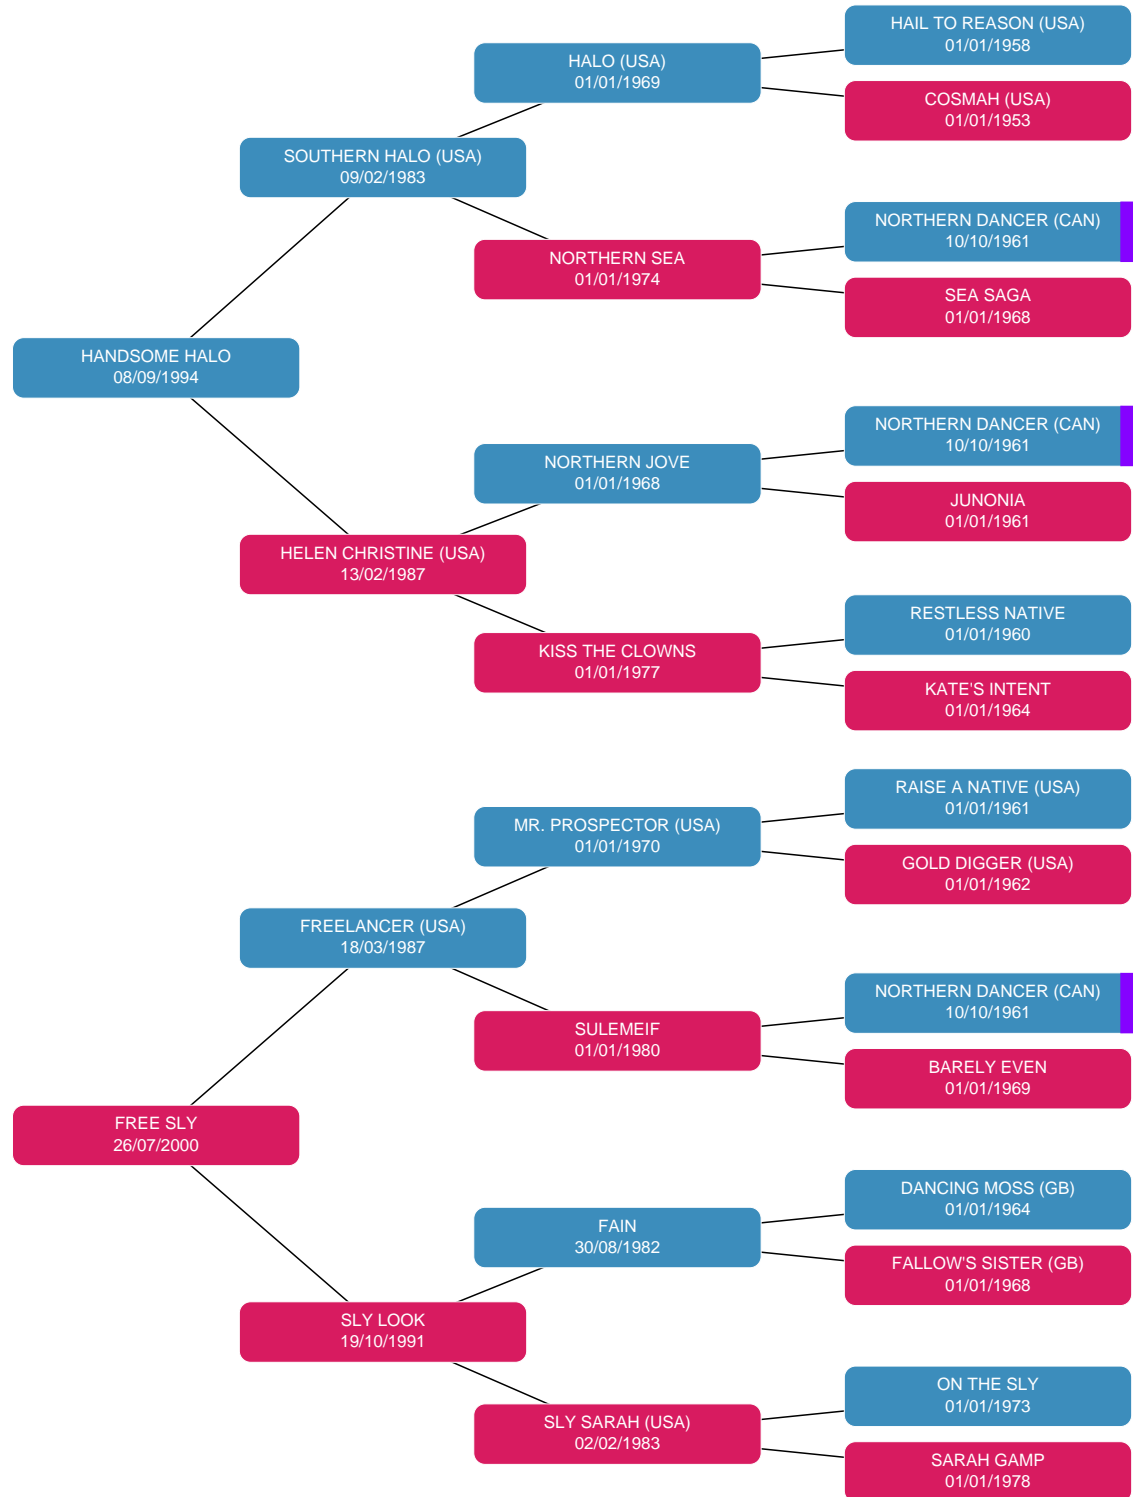 HAIL TO REASON (USA)
01/01/1958
HALO (USA)
01/01/1969
COSMAH (USA)
01/01/1953
SOUTHERN HALO (USA)
09/02/1983
NORTHERN DANCER (CAN)
10/10/1961
NORTHERN SEA
01/01/1974
SEA SAGA
01/01/1968
HANDSOME HALO
08/09/1994
NORTHERN DANCER (CAN)
10/10/1961
NORTHERN JOVE
01/01/1968
JUNONIA
01/01/1961
HELEN CHRISTINE (USA)
13/02/1987
RESTLESS NATIVE
01/01/1960
KISS THE CLOWNS
01/01/1977
KATE'S INTENT
01/01/1964
RAISE A NATIVE (USA)
01/01/1961
MR. PROSPECTOR (USA)
01/01/1970
GOLD DIGGER (USA)
01/01/1962
FREELANCER (USA)
18/03/1987
NORTHERN DANCER (CAN)
10/10/1961
SULEMEIF
01/01/1980
BARELY EVEN
01/01/1969
FREE SLY
26/07/2000
DANCING MOSS (GB)
01/01/1964
FAIN
30/08/1982
FALLOW'S SISTER (GB)
01/01/1968
SLY LOOK
19/10/1991
ON THE SLY
01/01/1973
SLY SARAH (USA)
02/02/1983
SARAH GAMP
01/01/1978